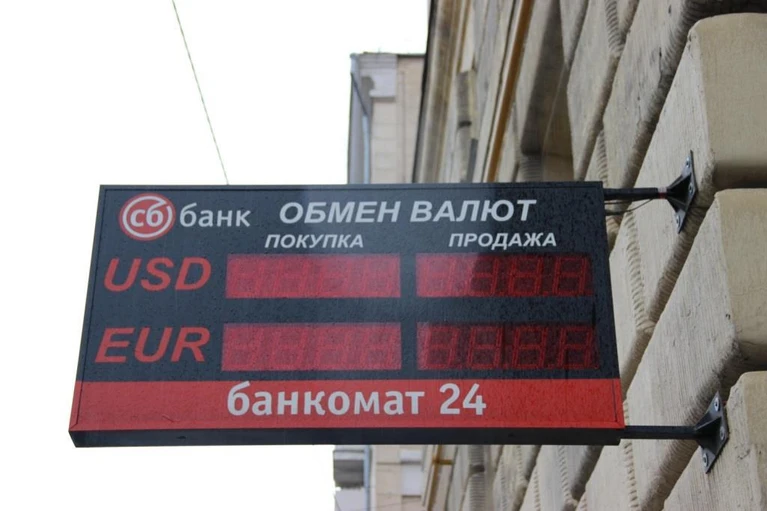 сб банк ОБМЕН ВАЛЮТ
ПОКУПКА ПРОДАЖА
USD
EUR
банкомат 24